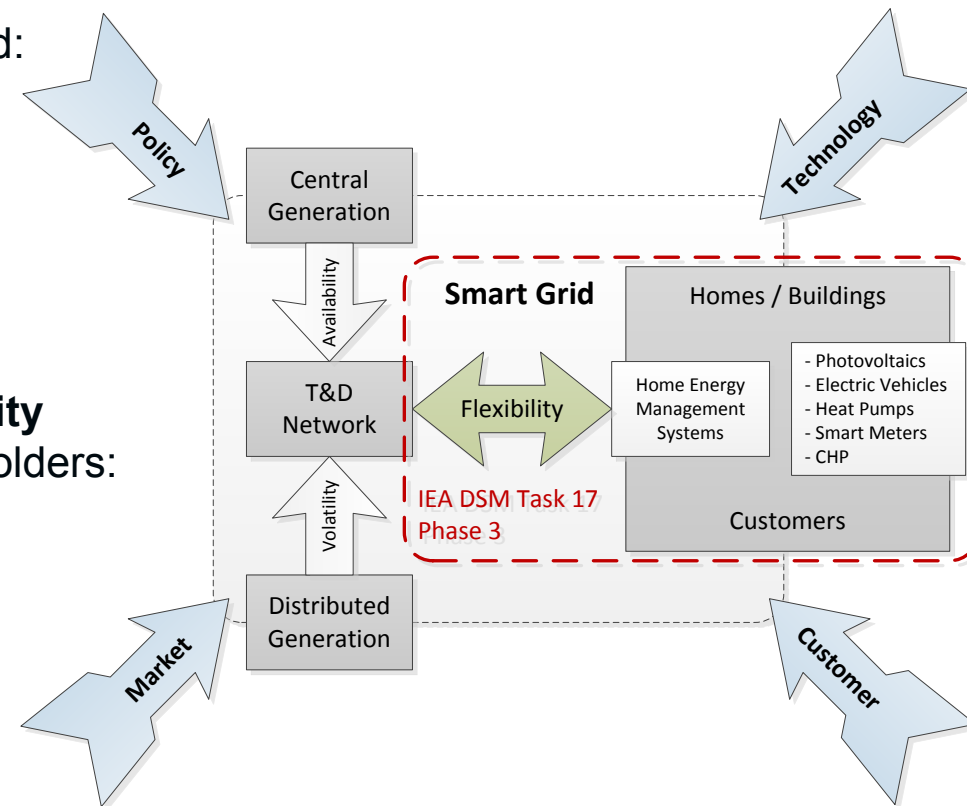 d:
Policy
Technology
Central
Generation
Availability
Smart Grid
Homes / Buildings
- Photovoltaics
- Electric Vehicles
- Heat Pumps
- Smart Meters
- CHP
T&D
Network
Flexibility
Home Energy
Management
Systems
ity
olders:
IEA DSM Task 17
Phase 3
Customers
Volatility
Distributed
Generation
Market
Customer